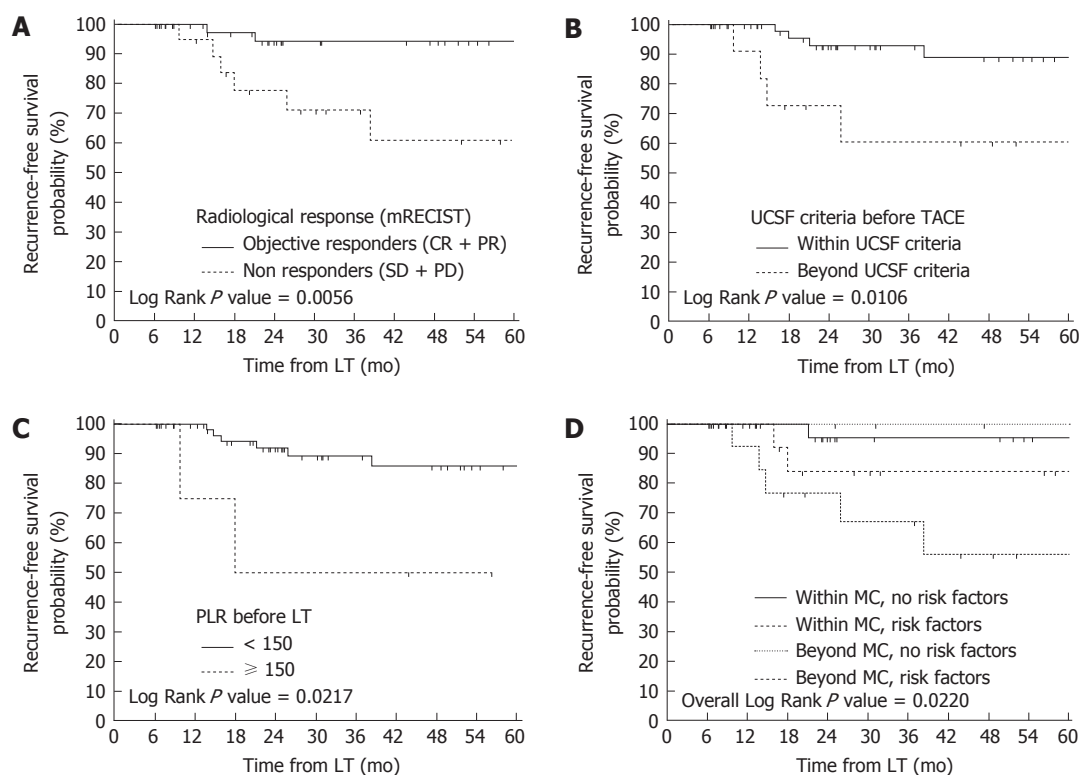 A
Recurrence-free survival
probability (%)
100
90
80
70
60
50
40
30
20
10
0
Radiological response (mRECIST)
Objective responders (CR + PR)
Non responders (SD + PD)
100
Log Rank P value = 0.0056
0 6 12 18 24 30 36 42 48 54 60
Time from LT (mo)
B
Recurrence-free survival
probability (%)
100
90
80
70
60
50
40
30
20
10
0
UCSF criteria before TACE
Within UCSF criteria
Beyond UCSF criteria
100
Log Rank P value = 0.0106
0 6 12 18 24 30 36 42 48 54 60
Time from LT (mo)
C
Recurrence-free survival
probability (%)
100
90
80
70
60
50
40
30
20
10
0
PLR before LT
< 150
≥ 150
100
Log Rank P value = 0.0217
0 6 12 18 24 30 36 42 48 54 60
Time from LT (mo)
D
Recurrence-free survival
probability (%)
100
90
80
70
60
50
40
30
20
10
0
Within MC, no risk factors
Within MC, risk factors
Beyond MC, no risk factors
Beyond MC, risk factors
100
Overall Log Rank P value = 0.0220
0 6 12 18 24 30 36 42 48 54 60
Time from LT (mo)